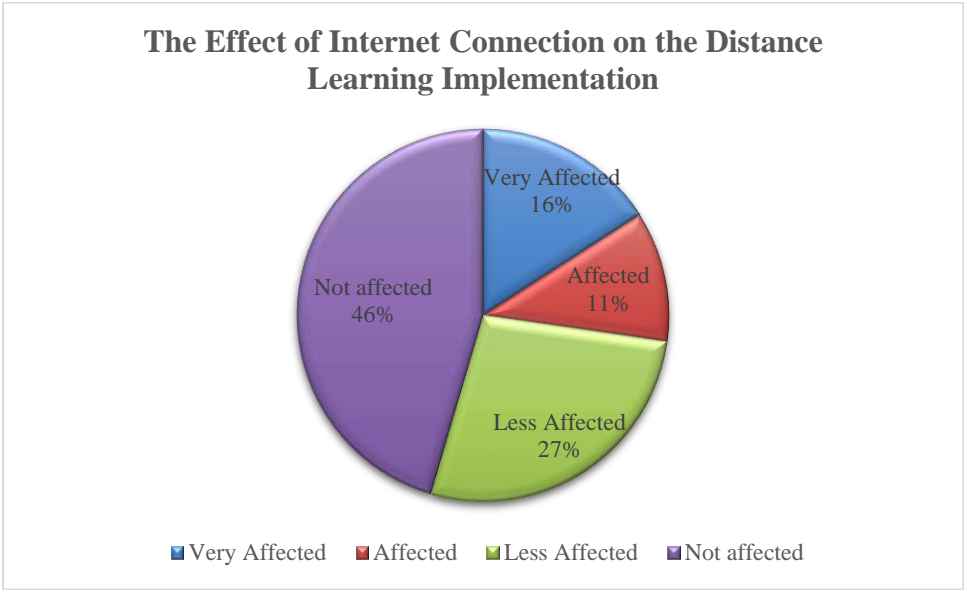 The Effect of Internet Connection on the Distance
Learning Implementation
Very Affected
16%
Affected
11%
Not affected
46%
Less Affected
27%
Very Affected Affected Less Affected Not affected